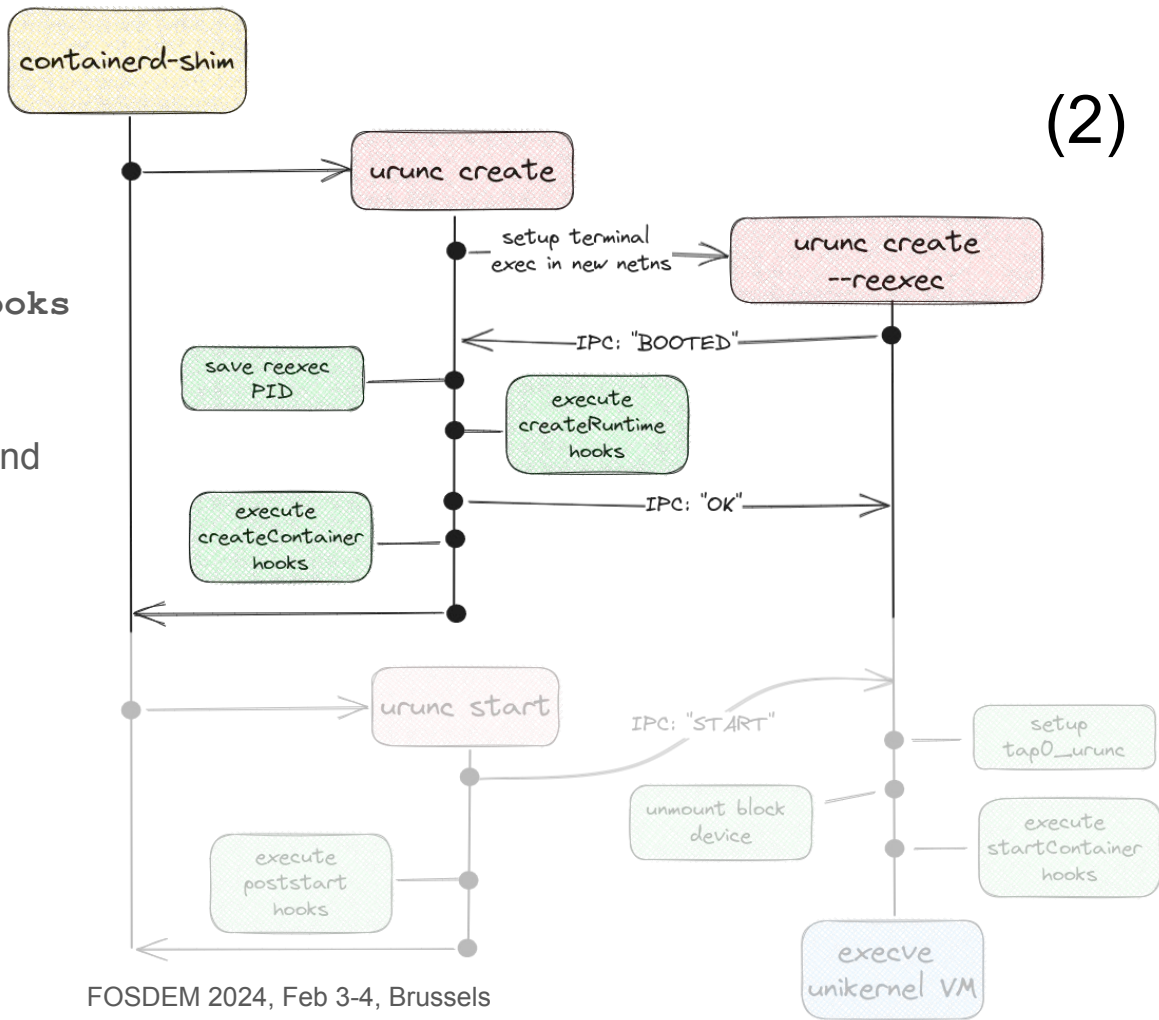 containerd-shim
(2)
urunc create
setup terminal
exec in new netns
urunc create
--reexec
ooks
IPC: "BOOTED"
save reexec
PID
execute
createRuntime
hooks
nd
IPC: "OK"
execute
createContainer
hooks
urunc start
IPC: "START"
setup
tap0_urunc
unmount block
device
execute
startContainer
hooks
execute
poststart
hooks
execve
unikernel VM
FOSDEM 2024, Feb 3-4, Brussels